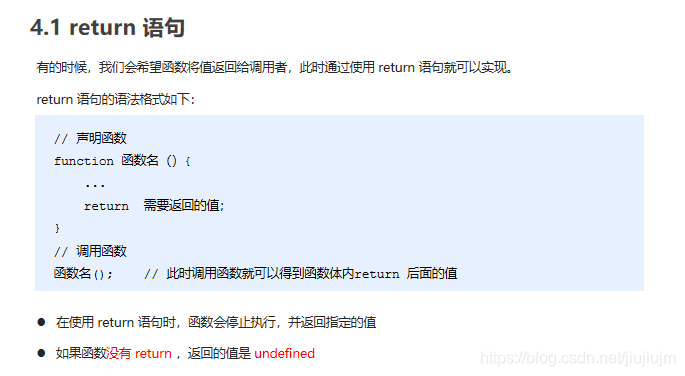 4.1 return 语句
有的时候，我们会希望函数将值返回给调用者，此时通过使用 return 语句就可以实现。
return 语句的语法格式如下：
// 声明函数
function 函数名（）{
...
return 需要返回的值;
}
// 调用函数
函数名(); // 此时调用函数就可以得到函数体内return 后面的值
● 在使用 return 语句时，函数会停止执行，并返回指定的值
● 如果函数没有 return ，返回的值是 undefined
https://blog.csdn.net/jiujiujm